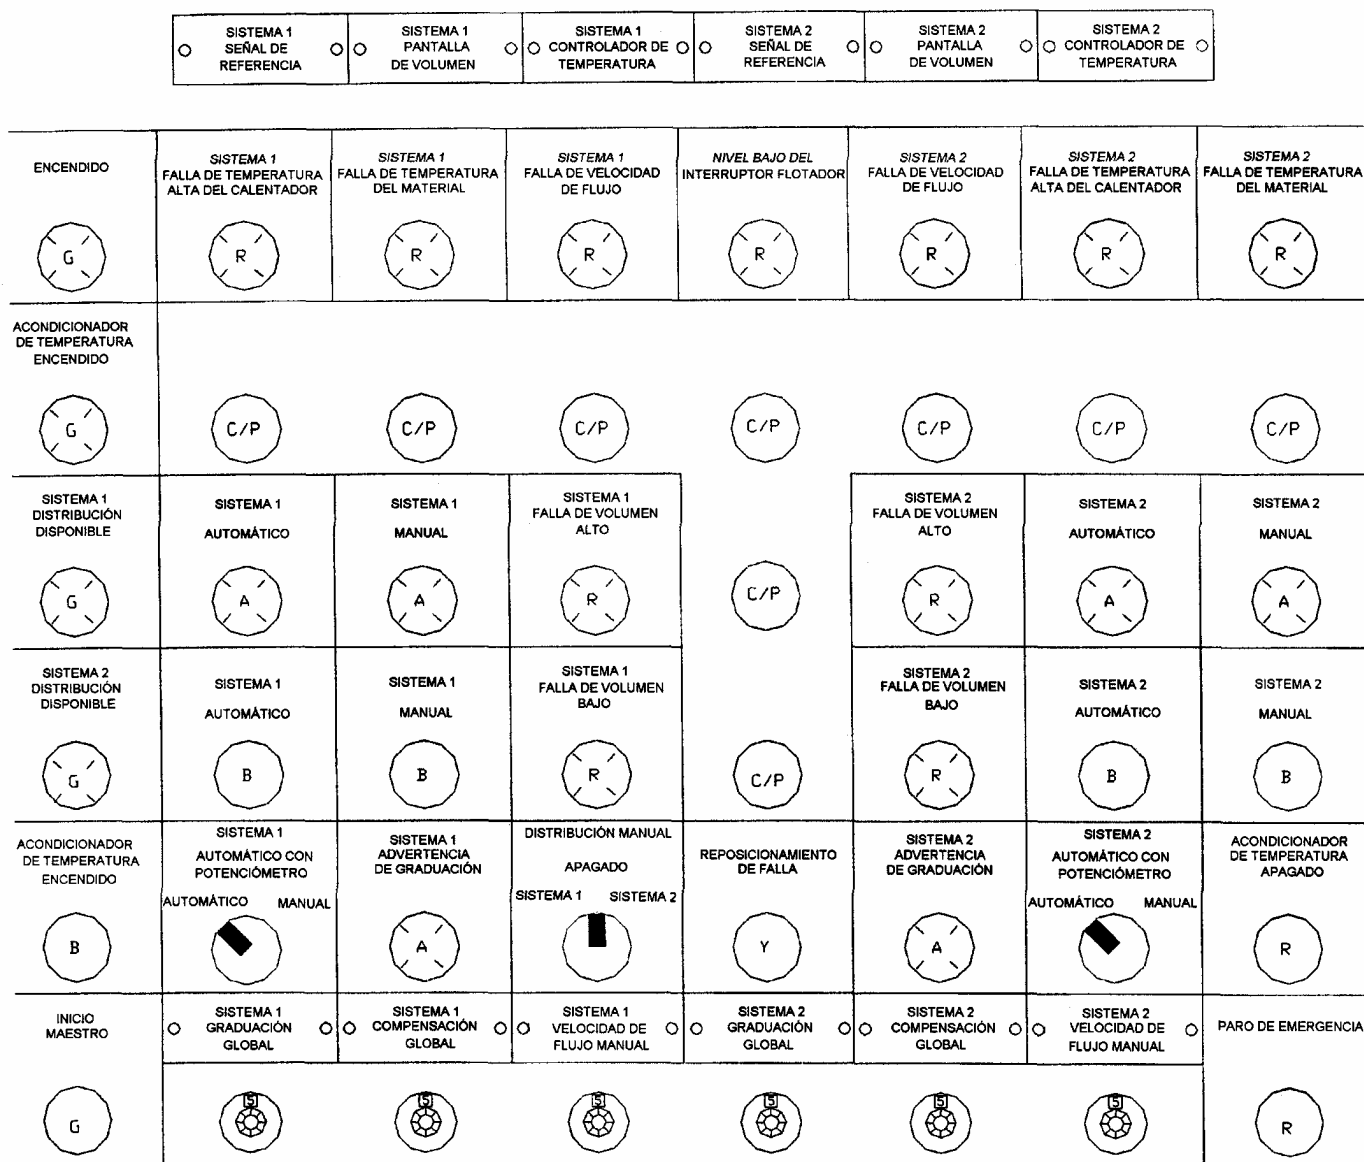 SISTEMA 1
SEÑAL DE
REFERENCIA
SISTEMA 1
PANTALLA
DE VOLUMEN
SISTEMA 1
CONTROLADOR DE
TEMPERATURA
SISTEMA 2
SEÑAL DE
REFERENCIA
SISTEMA 2
PANTALLA
DE VOLUMEN
SISTEMA 2
CONTROLADOR DE
TEMPERATURA
ENCENDIDO
G
SISTEMA 1
FALLA DE TEMPERATURA
ALTA DEL CALENTADOR
R
SISTEMA 1
FALLA DE TEMPERATURA
DEL MATERIAL
R
SISTEMA 1
FALLA DE VELOCIDAD
DE FLUJO
R
NIVEL BAJO DEL
INTERRUPTOR FLOTADOR
R
SISTEMA 2
FALLA DE VELOCIDAD
DE FLUJO
R
SISTEMA 2
FALLA DE TEMPERATURA
ALTA DEL CALENTADOR
R
SISTEMA 2
FALLA DE TEMPERATURA
DEL MATERIAL
R
ACONDICIONADOR
DE TEMPERATURA
ENCENDIDO
G
C/P
C/P
C/P
C/P
C/P
C/P
C/P
SISTEMA 1
DISTRIBUCIÓN
DISPONIBLE
G
SISTEMA 1
AUTOMÁTICO
A
SISTEMA 1
MANUAL
A
SISTEMA 1
FALLA DE VOLUMEN
ALTO
R
C/P
SISTEMA 2
FALLA DE VOLUMEN
ALTO
R
SISTEMA 2
AUTOMÁTICO
A
SISTEMA 2
MANUAL
A
SISTEMA 2
DISTRIBUCIÓN
DISPONIBLE
G
SISTEMA 1
AUTOMÁTICO
B
SISTEMA 1
MANUAL
B
SISTEMA 1
FALLA DE VOLUMEN
BAJO
R
C/P
SISTEMA 2
FALLA DE VOLUMEN
BAJO
R
SISTEMA 2
AUTOMÁTICO
B
SISTEMA 2
MANUAL
B
ACONDICIONADOR
DE TEMPERATURA
ENCENDIDO
B
SISTEMA 1
AUTOMÁTICO CON
POTENCIÓMETRO
AUTOMÁTICO MANUAL
SISTEMA 1
ADVERTENCIA
DE GRADUACIÓN
A
DISTRIBUCIÓN MANUAL
APAGADO
SISTEMA 1 SISTEMA 2
REPOSICIONAMIENTO
DE FALLA
Y
SISTEMA 2
ADVERTENCIA
DE GRADUACIÓN
A
SISTEMA 2
AUTOMÁTICO CON
POTENCIÓMETRO
AUTOMÁTICO MANUAL
ACONDICIONADOR
DE TEMPERATURA
APAGADO
R
INICIO
MAESTRO
G
SISTEMA 1
GRADUACIÓN
GLOBAL
5
SISTEMA 1
COMPENSACIÓN
GLOBAL
5
SISTEMA 1
VELOCIDAD DE
FLUJO MANUAL
5
SISTEMA 2
GRADUACIÓN
GLOBAL
5
SISTEMA 2
COMPENSACIÓN
GLOBAL
5
SISTEMA 2
VELOCIDAD DE
FLUJO MANUAL
5
PARO DE EMERGENCIA
R